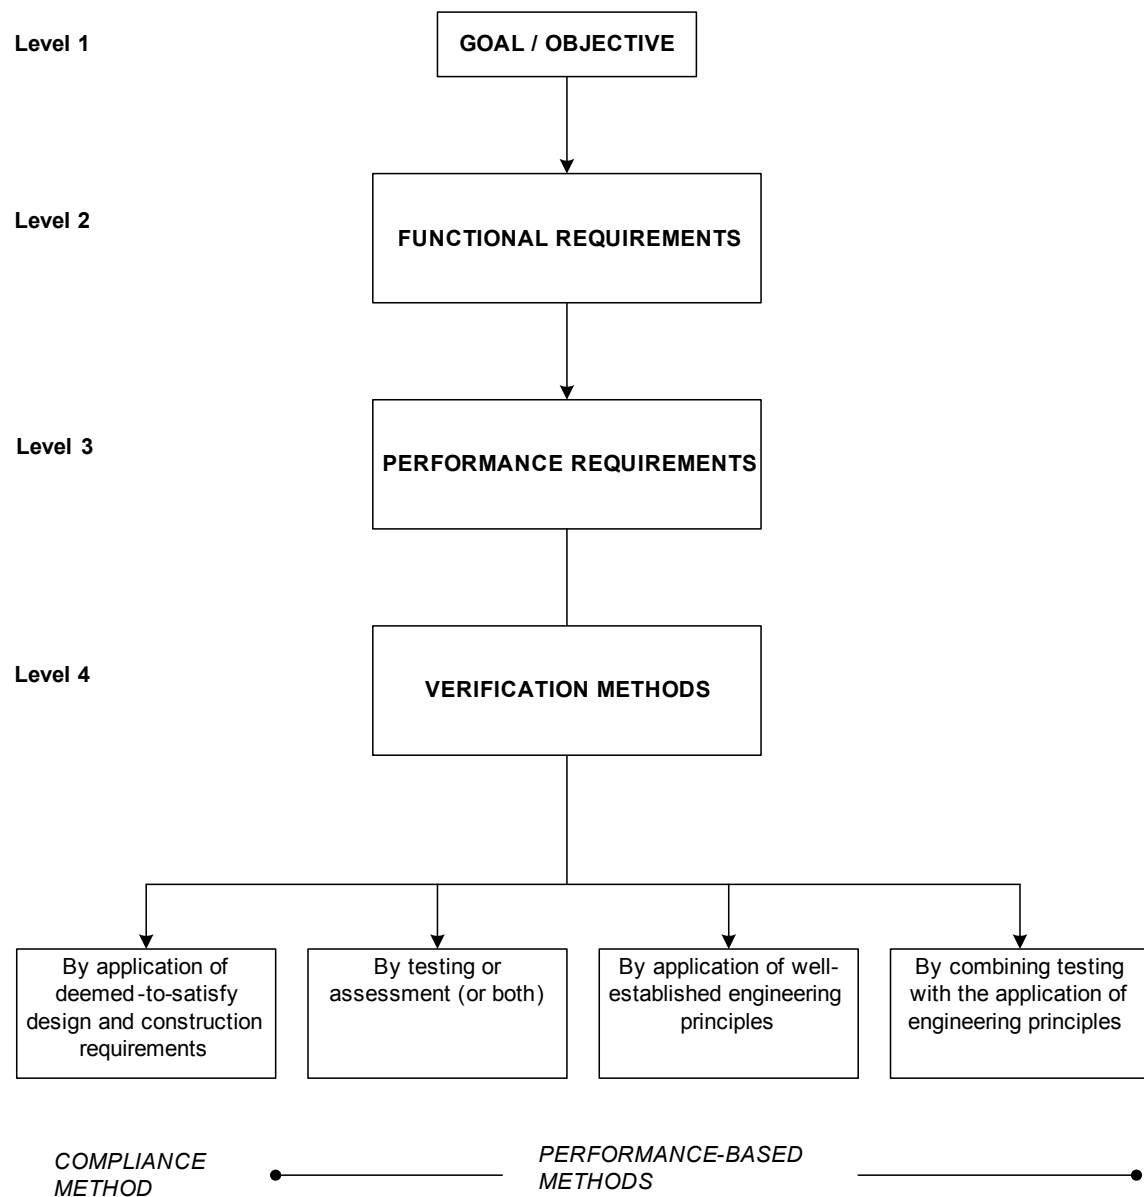 Level 1
GOAL / OBJECTIVE
Level 2
FUNCTIONAL REQUIREMENTS
Level 3
PERFORMANCE REQUIREMENTS
Level 4
VERIFICATION METHODS
By application of
deemed-to-satisfy
design and construction
requirements
By testing or
assessment (or both)
By application of well-
established engineering
principles
By combining testing
with the application of
engineering principles
COMPLIANCE
METHOD
PERFORMANCE-BASED
METHODS